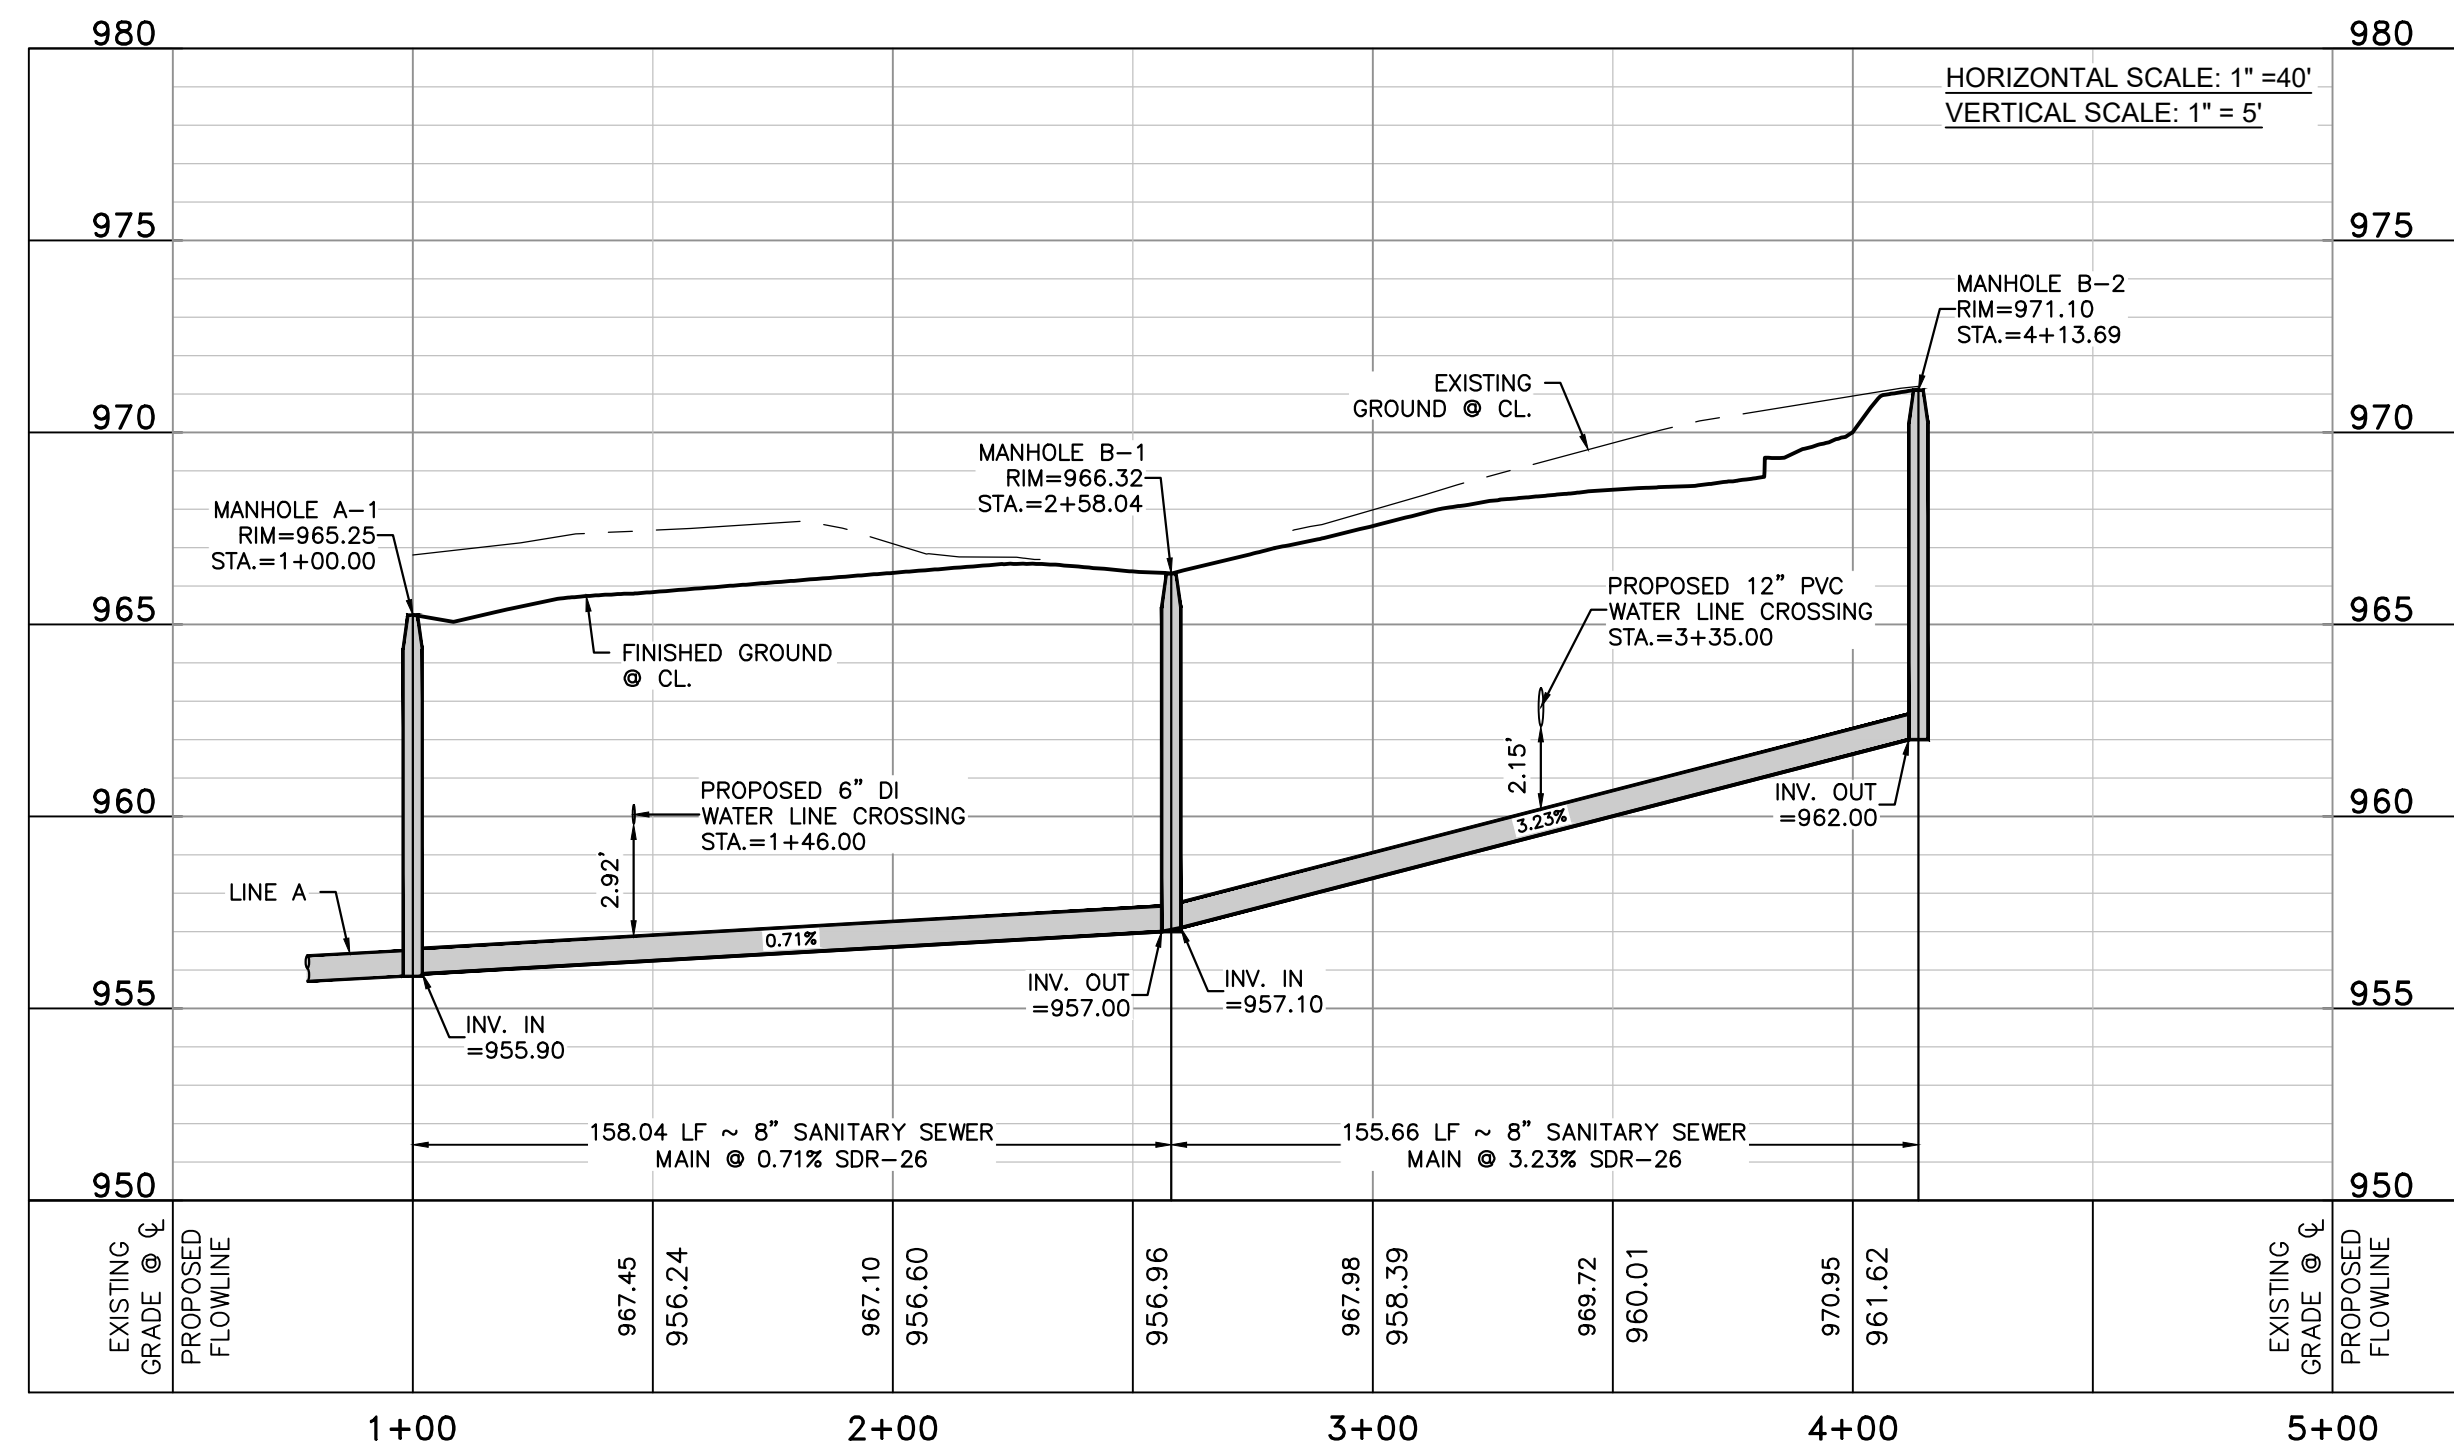 980
980
HORIZONTAL SCALE: 1" =40'
VERTICAL SCALE: 1" = 5'
975
975
MANHOLE B-2
RIM=971.10
STA.=4+13.69
EXISTING
GROUND @ CL.
970
970
MANHOLE B-1
RIM=966.32
STA.=2+58.04
MANHOLE A-1
RIM=965.25
STA.=1+00.00
PROPOSED 12" PVC
WATER LINE CROSSING
STA.=3+35.00
965
965
FINISHED GROUND
@ CL.
2.15'
PROPOSED 6" DI
WATER LINE CROSSING
STA.=1+46.00
960
960
INV. OUT
=962.00
3.23%
2.92'
LINE A
0.71%
INV. OUT
=957.00
INV. IN
=957.10
955
955
INV. IN
=955.90
158.04 LF ~ 8" SANITARY SEWER
MAIN @ 0.71% SDR-26
155.66 LF ~ 8" SANITARY SEWER
MAIN @ 3.23% SDR-26
950
950
EXISTING
GRADE @ ℄
PROPOSED
FLOWLINE
967.45
956.24
967.10
956.60
956.96
967.98
958.39
969.72
960.01
970.95
961.62
EXISTING
GRADE @ ℄
PROPOSED
FLOWLINE
1+00
2+00
3+00
4+00
5+00